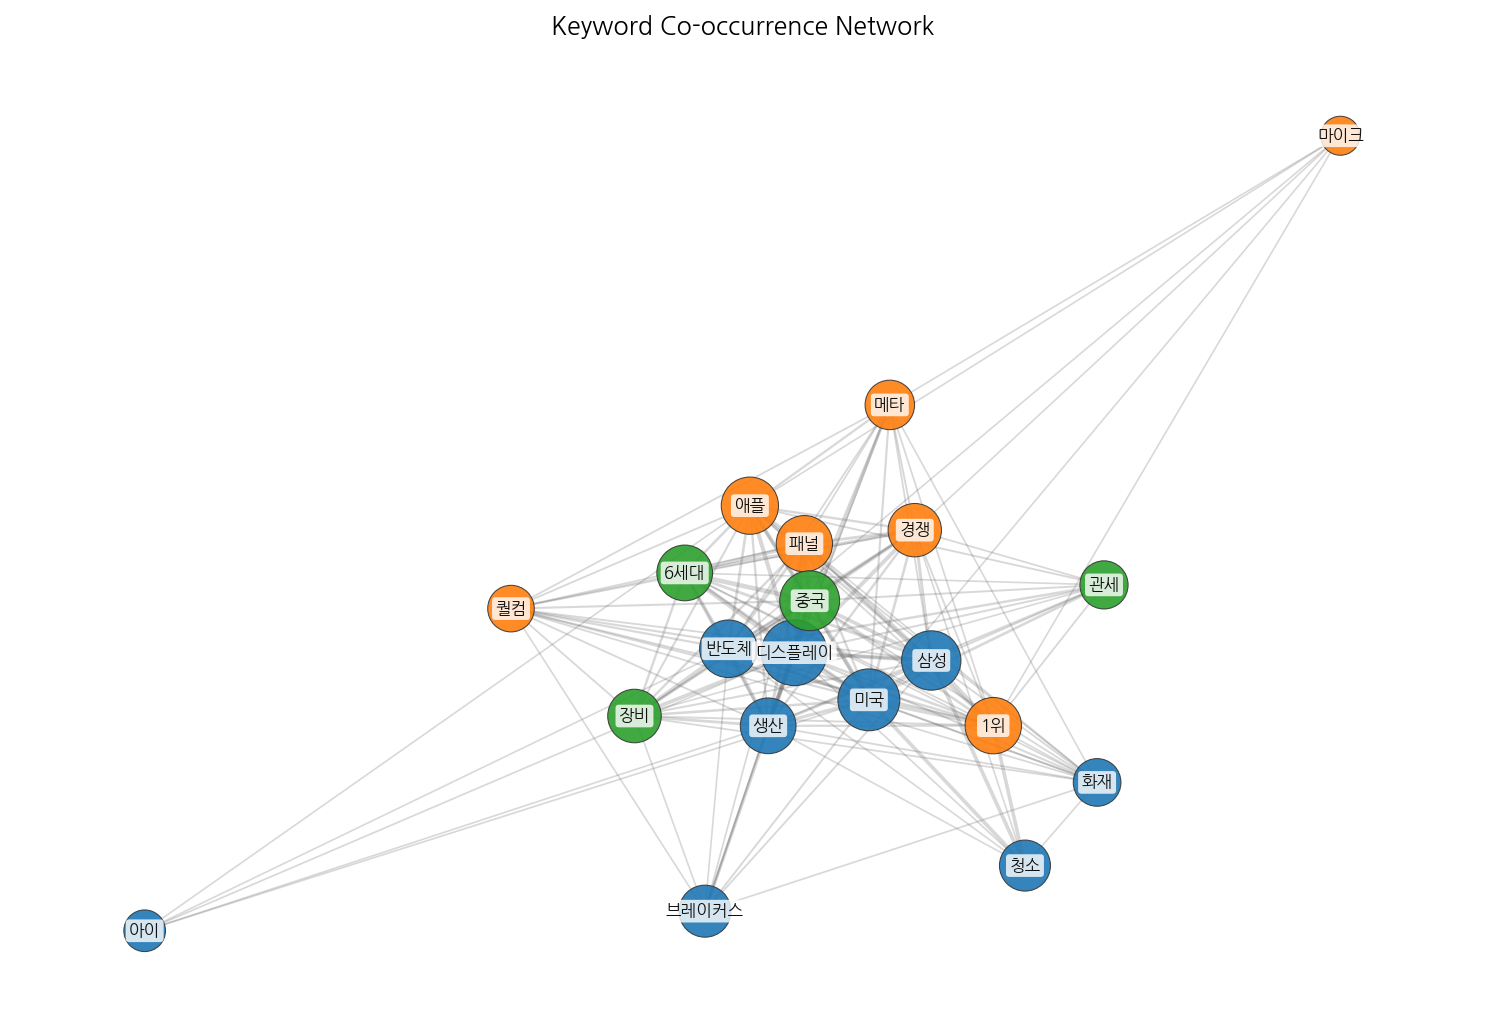 Keyword Co-occurrence Network
마이크
메타
애플
경쟁
패널
6세대
관세
중국
퀄컴
반도체
디스플레이
삼성
미국
장비
생산
1위
화재
청소
브레이커스
아이